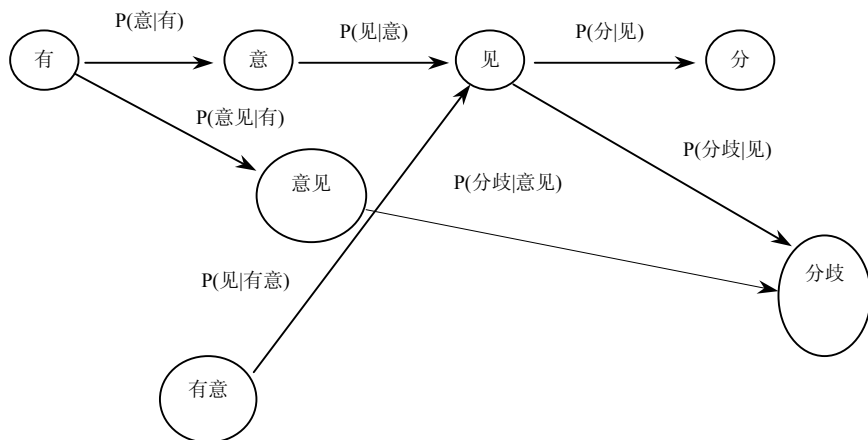 P(意|有)
P(见|意)
P(分|见)
有
意
见
分
P(意见|有)
P(分歧|见)
意见
P(分歧|意见)
P(见|有意)
分歧
有意